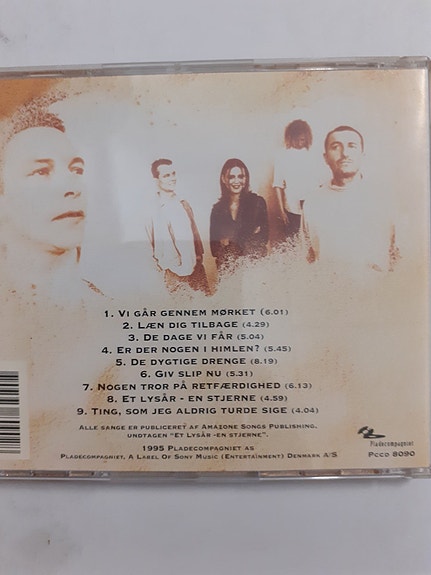 1. Vi går gennem mørket (6.01)
2. Læn dig tilbage (4.29)
3. De dage vi får (5.04)
4. Er der nogen i himlen? (5.45)
5. De dygtige drenge (8.19)
6. Giv slip nu (5.31)
7. Nogen tror på retfærdighed (6.13)
8. Et lysår - en stjerne (4.59)
9. Ting, som jeg aldrig turde sige (4.04)
Alle sange er publiceret af Amazone Songs Publishing,
undtagen "Et Lysår -en stjerne".
1995 Pladecompagniet AS
Pladecompagniet, A Label Of Sony Music (Entertainment) Denmark A/S
Pladecompagniet
Pccd 8090